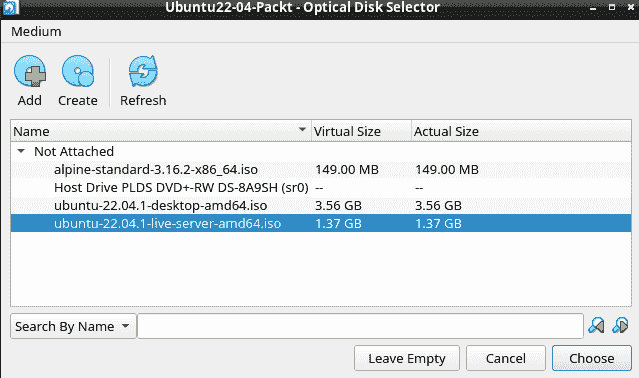 Ubuntu22-04-Packt - Optical Disk Selector
Medium
Add Create Refresh
Name Virtual Size Actual Size
Not Attached
alpine-standard-3.16.2-x86_64.iso 149.00 MB 149.00 MB
Host Drive PLDS DVD+-RW DS-8A9SH (sr0) -- --
ubuntu-22.04.1-desktop-amd64.iso 3.56 GB 3.56 GB
ubuntu-22.04.1-live-server-amd64.iso 1.37 GB 1.37 GB
Search By Name
Leave Empty Cancel Choose